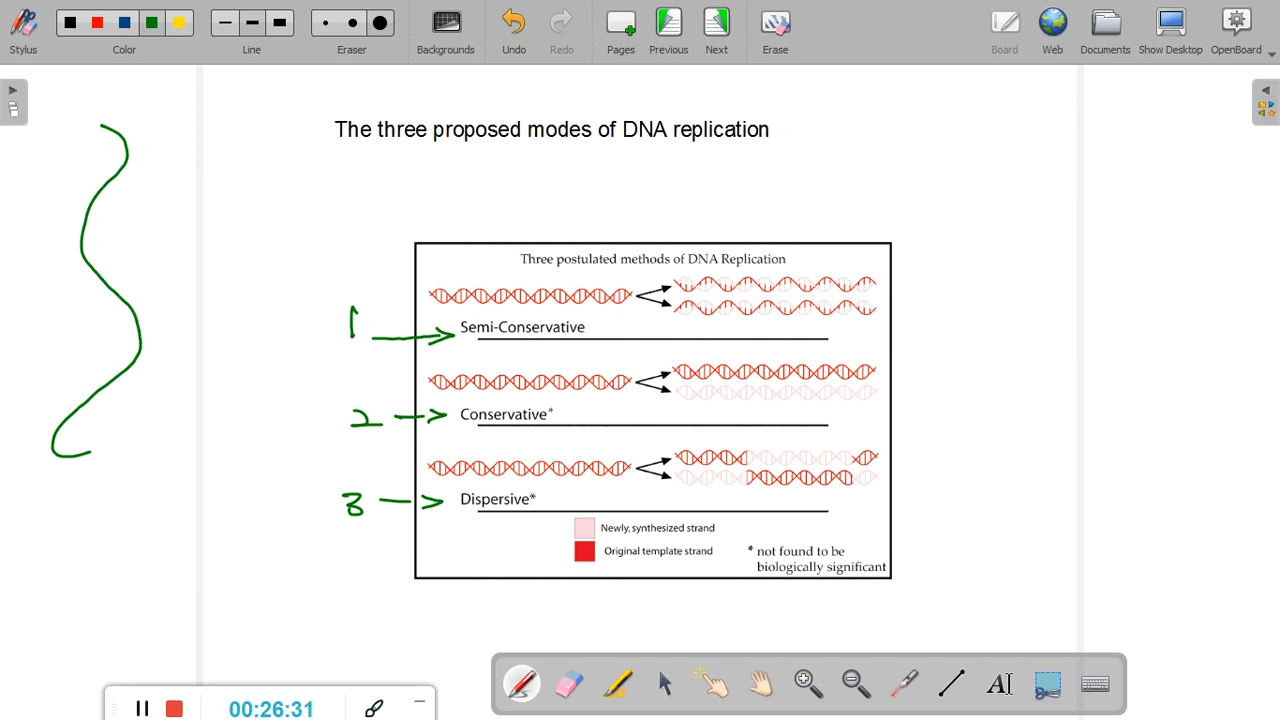 Stylus Color Line Eraser Backgrounds Undo Redo Pages Previous Next Erase Board Web Documents Show Desktop OpenBoard
The three proposed modes of DNA replication
Three postulated methods of DNA Replication
1 Semi-Conservative
2 Conservative*
3 Dispersive*
Newly, synthesized strand
Original template strand
* not found to be
biologically significant
00:26:31